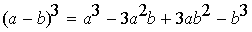 (a − b)³ = a³ − 3a²b + 3ab² − b³